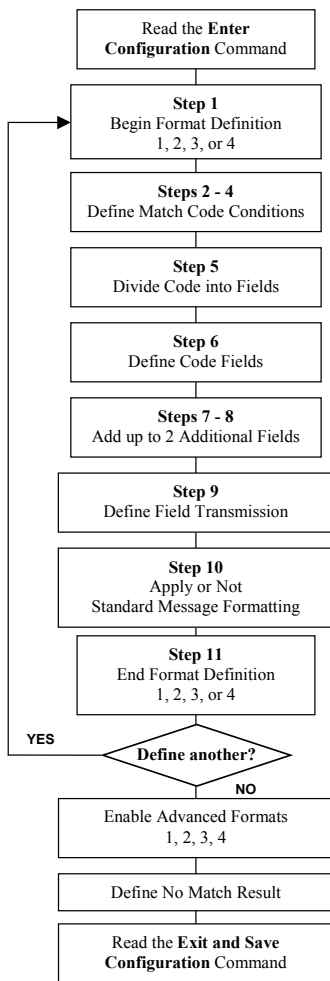 Read the Enter
Configuration Command
Step 1
Begin Format Definition
1, 2, 3, or 4
Steps 2 - 4
Define Match Code Conditions
Step 5
Divide Code into Fields
Step 6
Define Code Fields
Steps 7 - 8
Add up to 2 Additional Fields
Step 9
Define Field Transmission
Step 10
Apply or Not
Standard Message Formatting
Step 11
End Format Definition
1, 2, 3, or 4
YES
Define another?
NO
Enable Advanced Formats
1, 2, 3, 4
Define No Match Result
Read the Exit and Save
Configuration Command